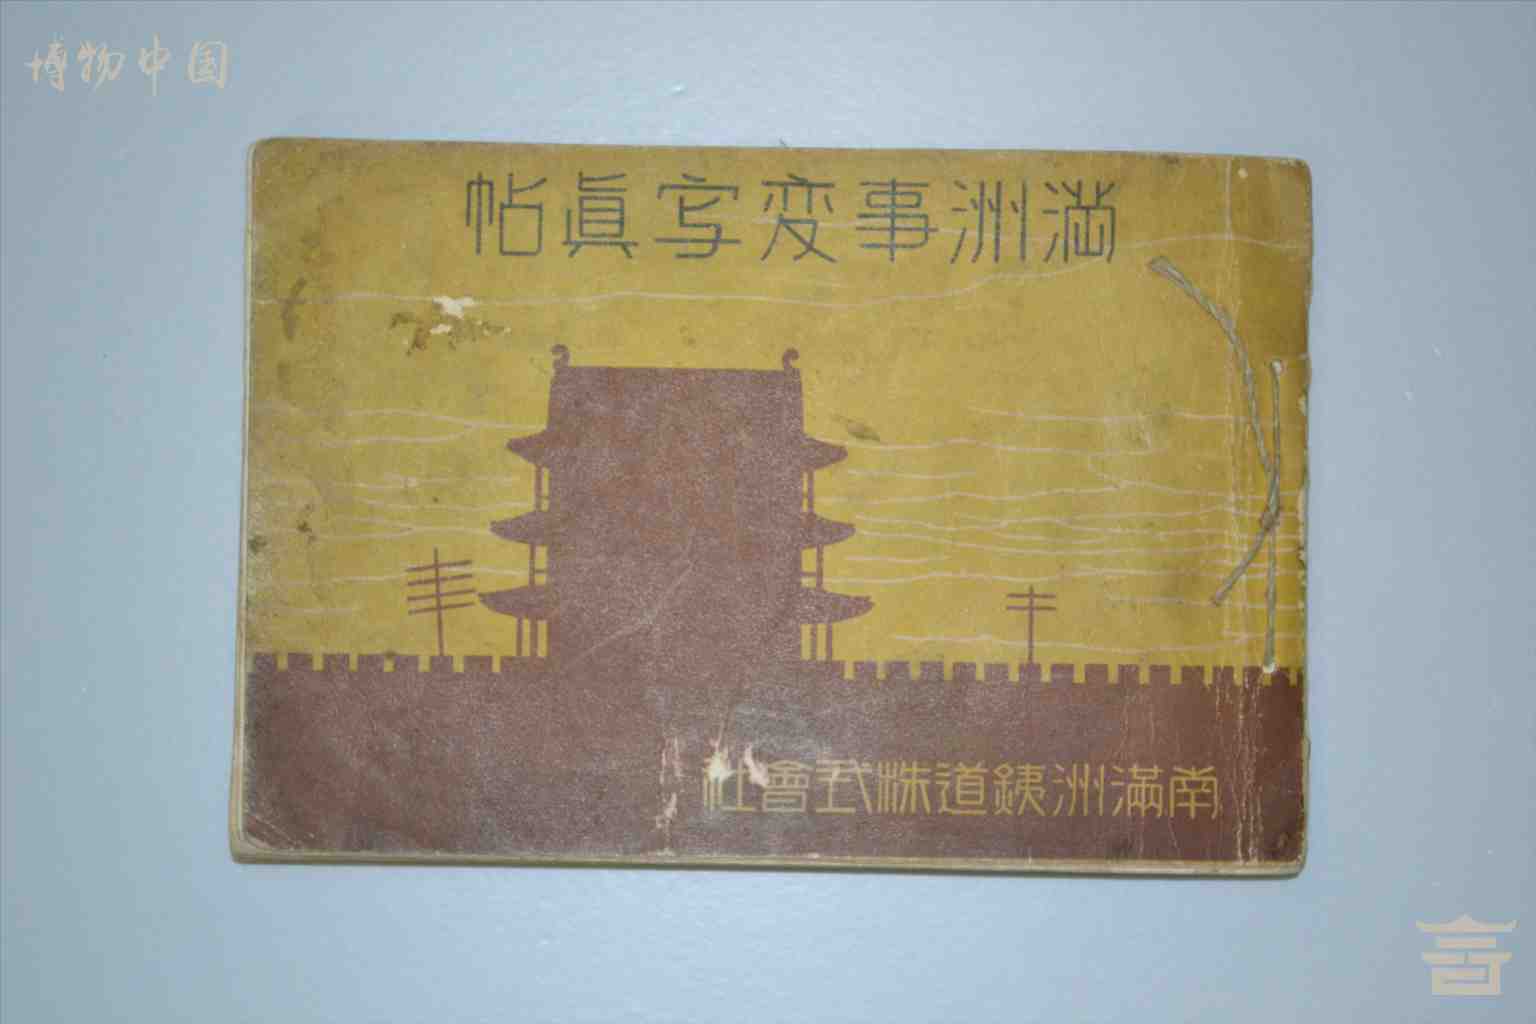 博物中国
満洲事変写眞帖
南滿洲鉄道株式會社